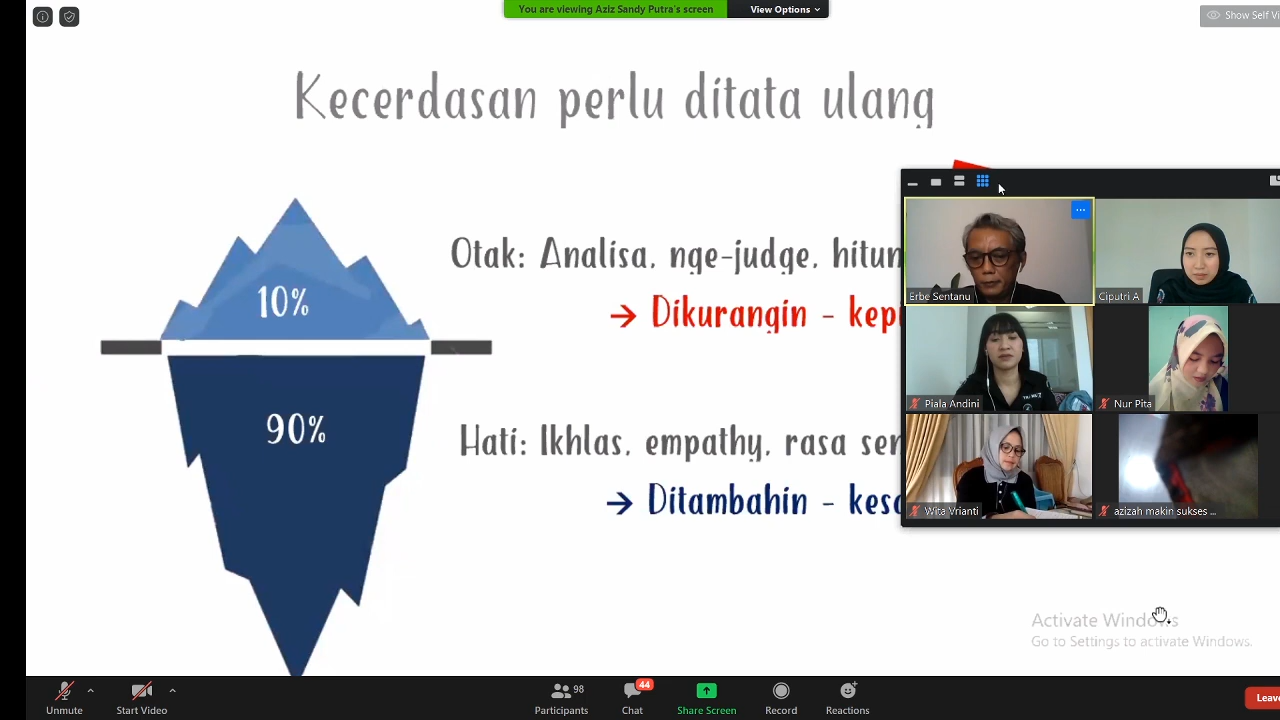 You are viewing Aziz Sandy Putra's screen
View Options
Show Self Vi
Kecerdasan perlu ditata ulang
10%
90%
Otak: Analisa, nge-judge, hitun
→ Dikurangin - kepi
Hati: Ikhlas, empathy, rasa sen
→ Ditambahin - kesa
Erbe Sentanu
Ciputri A
Piala Andini
Nur Pita
Wita Vrianti
azizah makin sukses ...
Activate Windows
Go to Settings to activate Windows.
Unmute
Start Video
98
Participants
44
Chat
Share Screen
Record
Reactions
Leave